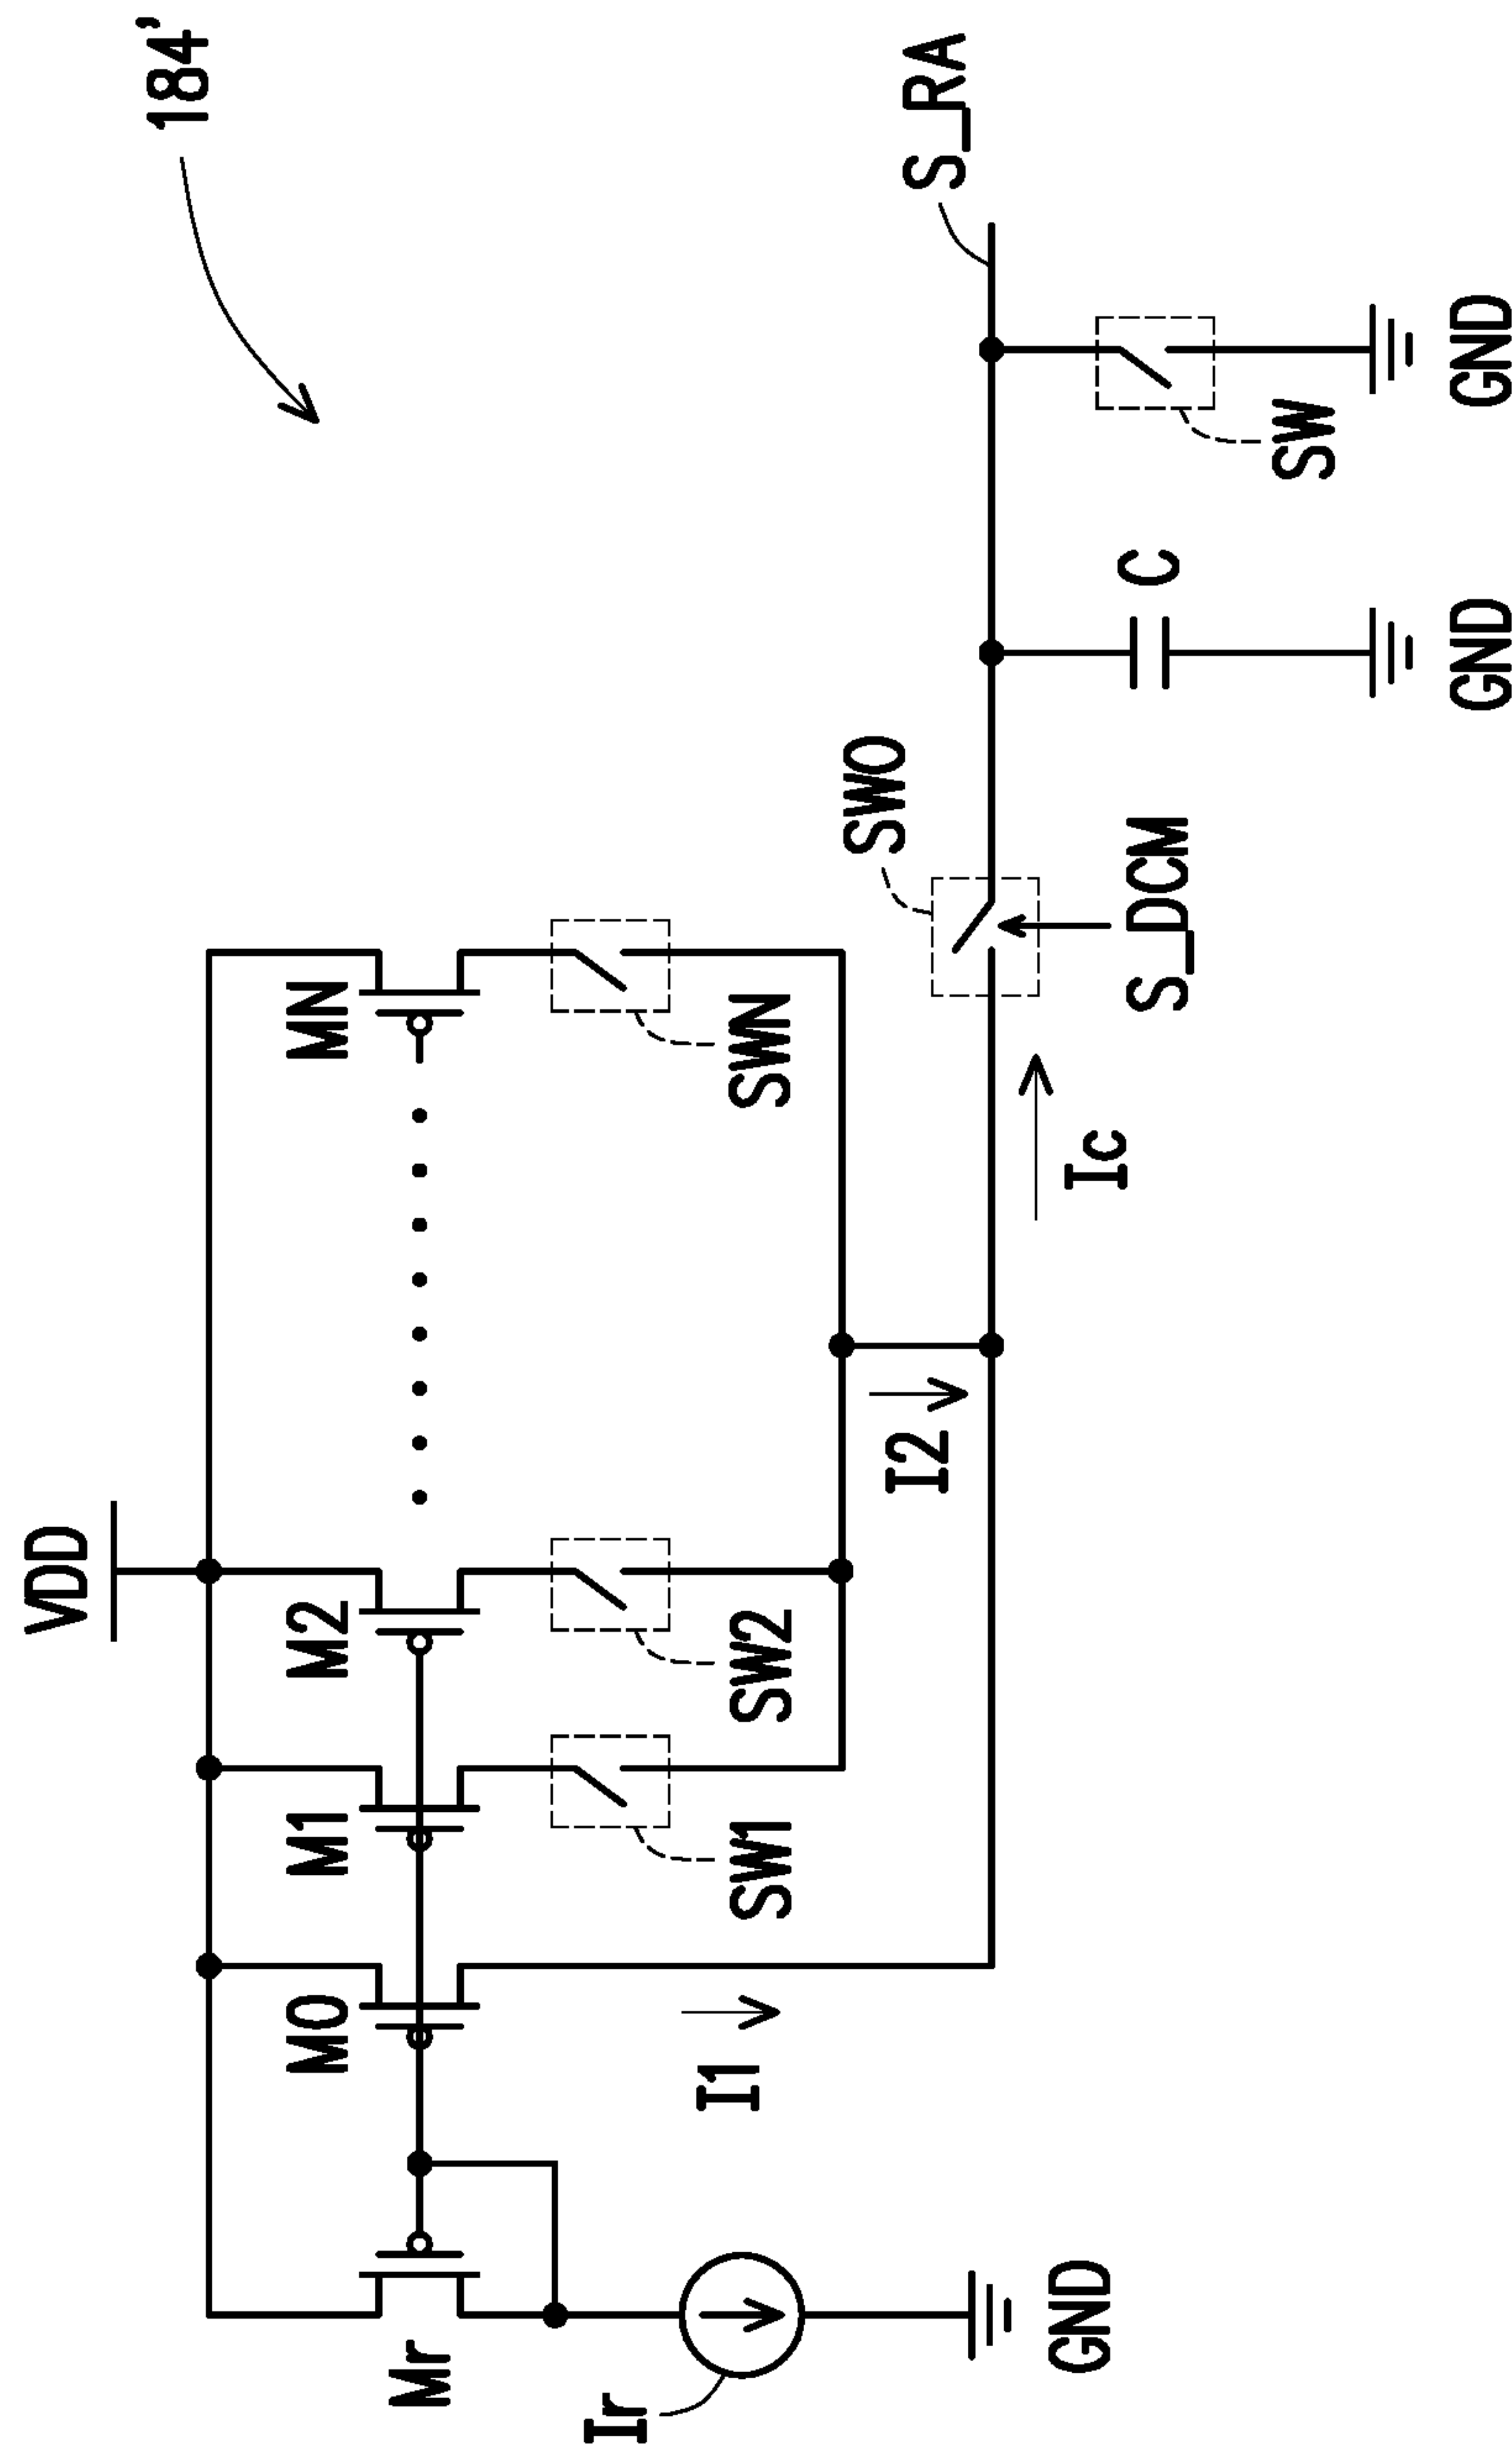 184'
VDD
Mr
M0
M1
M2
MN
SW1
SW2
SWN
Ir
I1
I2
Ic
SW0
S_RA
S_DCM
C
SW
GND
GND
GND